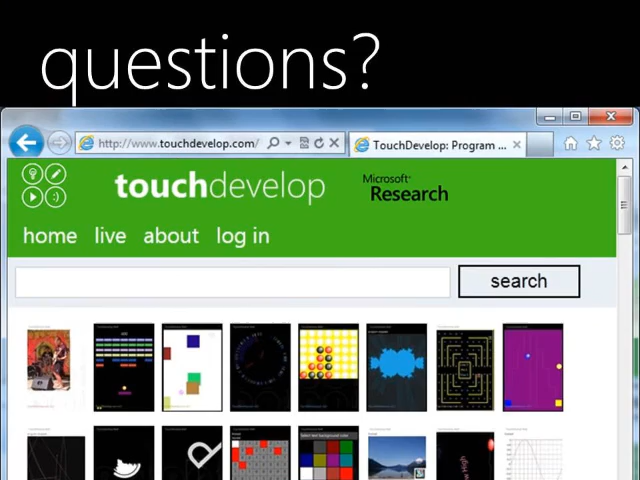 questions?
http://www.touchdevelop.com/
TouchDevelop: Program ...
touchdevelop
Microsoft
Research
home live about log in
search